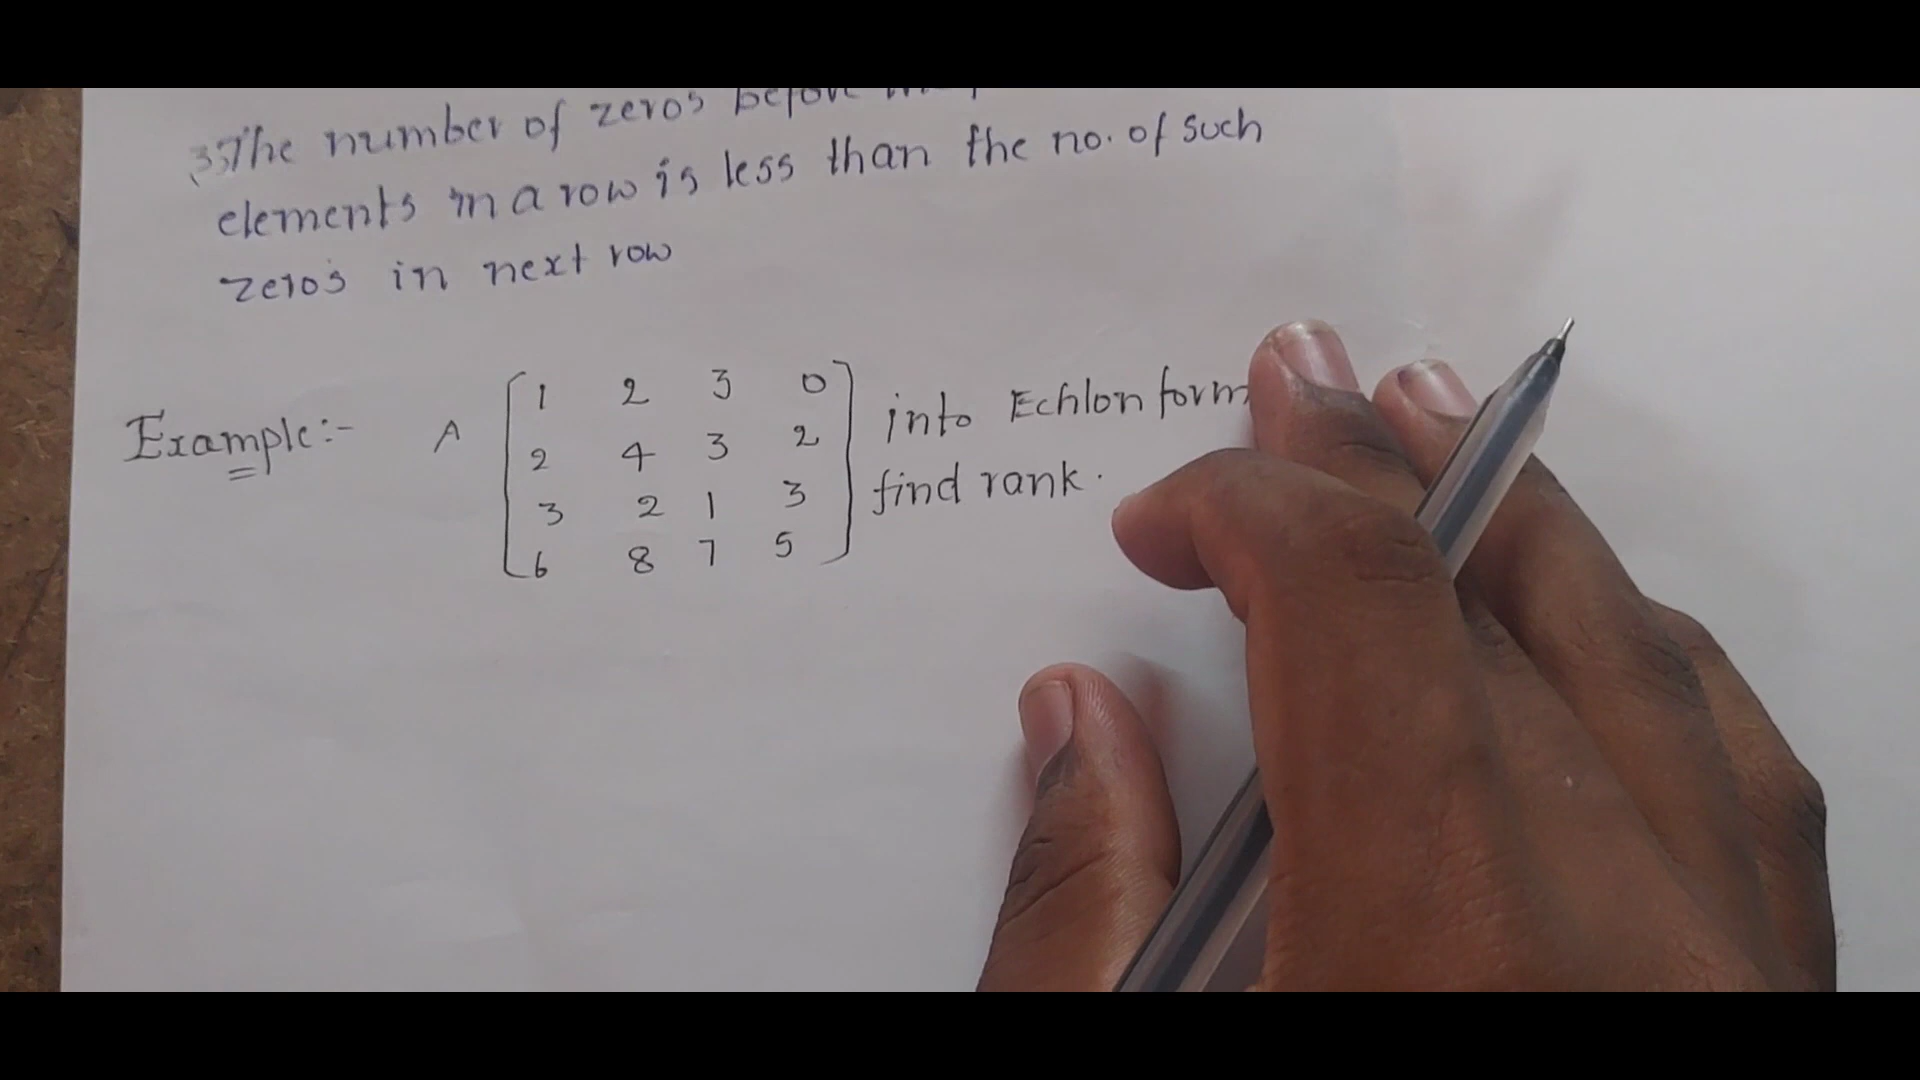 3) The number of zeros before
elements in a row is less than the no. of such
zero's in next row
Example:- A [1 2 3 0] into Echlon form
2 4 3 2
3 2 1 3 find rank.
6 8 7 5